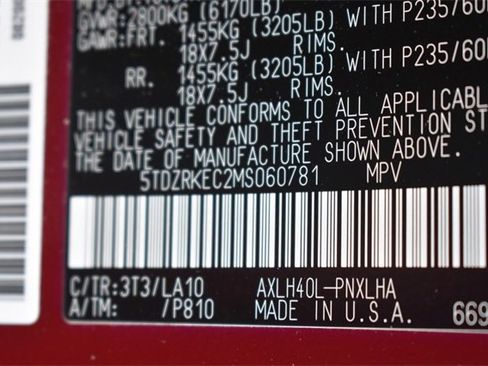 GVWR: 2800KG (6170LB)
GAWR: FRT. 1455KG (3205LB) WITH P235/60
18X7.5J RIMS.
RR. 1455KG (3205LB) WITH P235/60
18X7.5J RIMS.
THIS VEHICLE CONFORMS TO ALL APPLICABL
VEHICLE SAFETY AND THEFT PREVENTION ST
THE DATE OF MANUFACTURE SHOWN ABOVE.
5TDZRKEC2MS060781 MPV
C/TR:3T3/LA10 AXLH40L-PNXLHA
A/TM: /P810 MADE IN U.S.A. 669